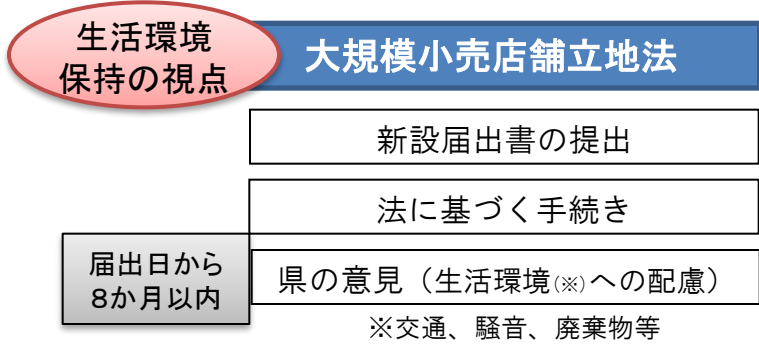 生活環境
保持の視点
大規模小売店舗立地法
新設届出書の提出
法に基づく手続き
届出日から
8か月以内
県の意見（生活環境(※)への配慮）
※交通、騒音、廃棄物等